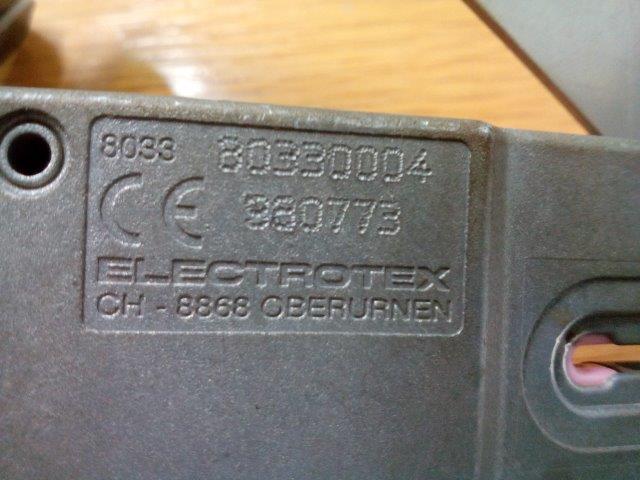 8033 80330004
CE 380773
ELECTROTEX
CH - 8868 OBERURNEN